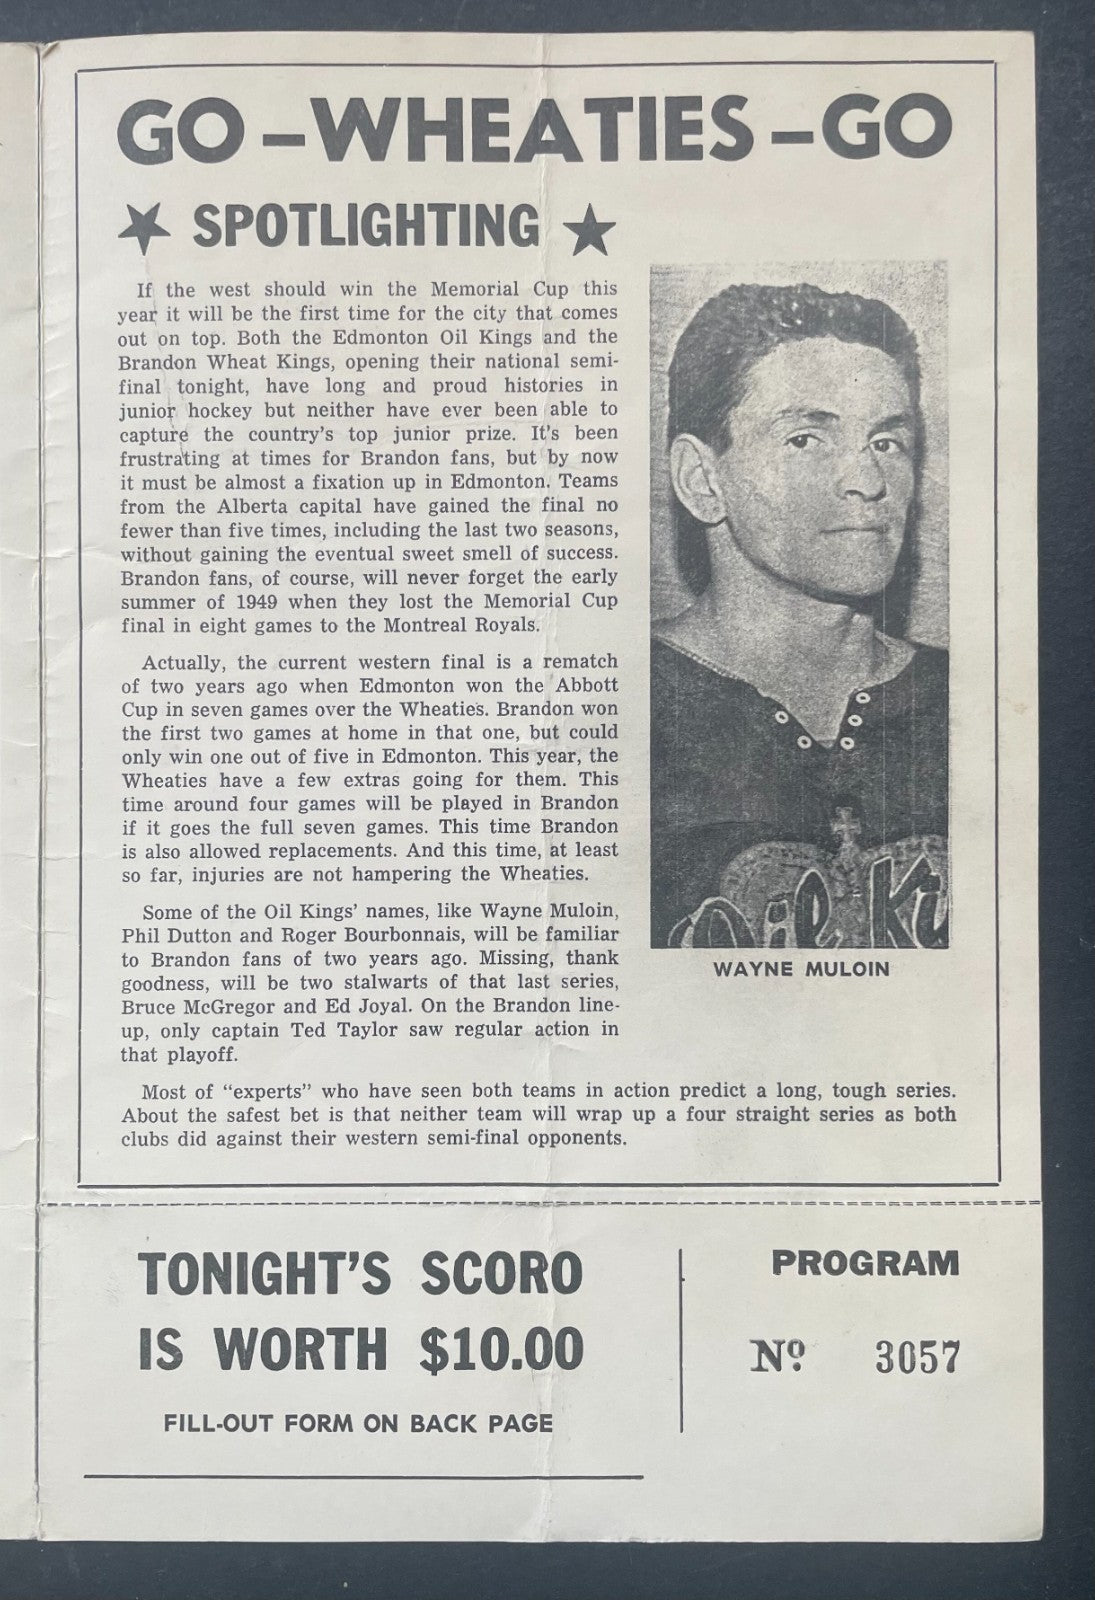 GO – WHEATIES – GO
★ SPOTLIGHTING ★
If the west should win the Memorial Cup this
year it will be the first time for the city that comes
out on top. Both the Edmonton Oil Kings and the
Brandon Wheat Kings, opening their national semi-
final tonight, have long and proud histories in
junior hockey but neither have ever been able to
capture the country's top junior prize. It's been
frustrating at times for Brandon fans, but by now
it must be almost a fixation up in Edmonton. Teams
from the Alberta capital have gained the final no
fewer than five times, including the last two seasons,
without gaining the eventual sweet smell of success.
Brandon fans, of course, will never forget the early
summer of 1949 when they lost the Memorial Cup
final in eight games to the Montreal Royals.
Actually, the current western final is a rematch
of two years ago when Edmonton won the Abbott
Cup in seven games over the Wheaties. Brandon won
the first two games at home in that one, but could
only win one out of five in Edmonton. This year, the
Wheaties have a few extras going for them. This
time around four games will be played in Brandon
if it goes the full seven games. This time Brandon
is also allowed replacements. And this time, at least
so far, injuries are not hampering the Wheaties.
Some of the Oil Kings' names, like Wayne Muloin,
Phil Dutton and Roger Bourbonnais, will be familiar
to Brandon fans of two years ago. Missing, thank
goodness, will be two stalwarts of that last series,
Bruce McGregor and Ed Joyal. On the Brandon line-
up, only captain Ted Taylor saw regular action in
that playoff.
Oil Ki
WAYNE MULOIN
Most of "experts" who have seen both teams in action predict a long, tough series.
About the safest bet is that neither team will wrap up a four straight series as both
clubs did against their western semi-final opponents.
TONIGHT'S SCORO
IS WORTH $10.00
FILL-OUT FORM ON BACK PAGE
PROGRAM
Nº 3057